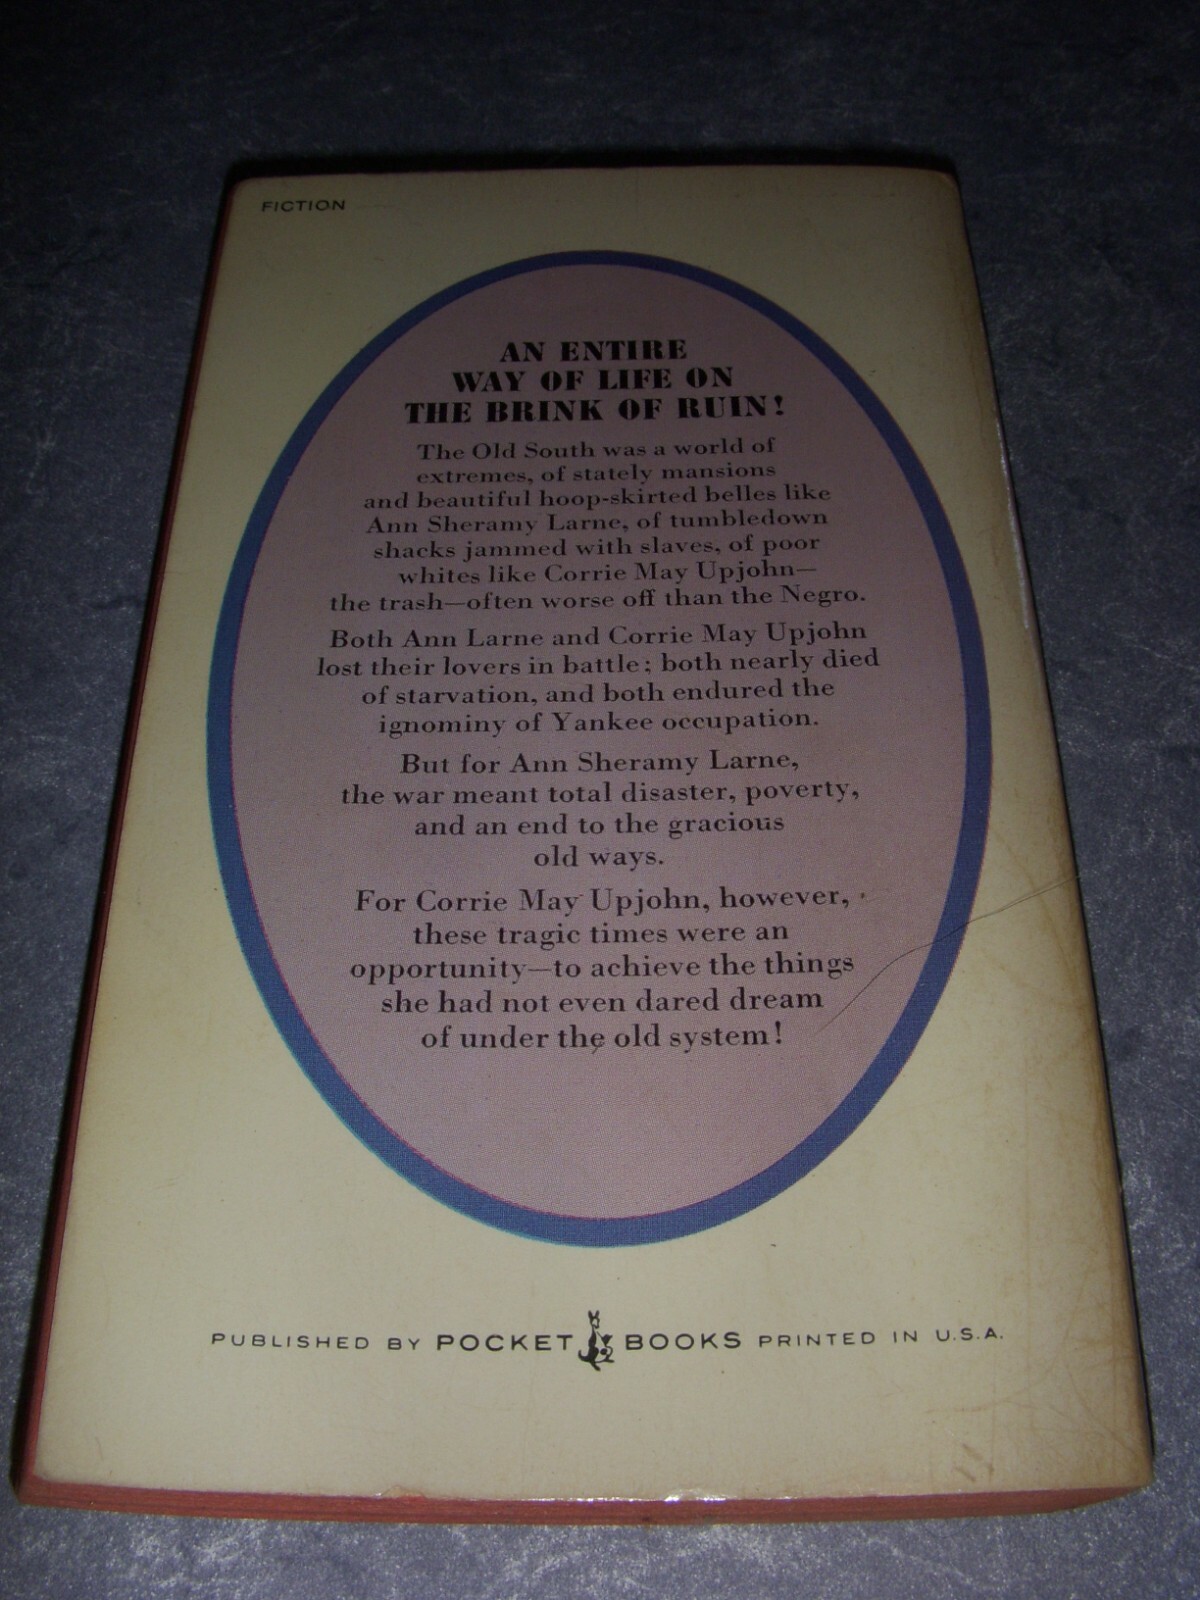 FICTION
AN ENTIRE
WAY OF LIFE ON
THE BRINK OF RUIN!
The Old South was a world of
extremes, of stately mansions
and beautiful hoop-skirted belles like
Ann Sheramy Larne, of tumbledown
shacks jammed with slaves, of poor
whites like Corrie May Upjohn—
the trash—often worse off than the Negro.
Both Ann Larne and Corrie May Upjohn
lost their lovers in battle; both nearly died
of starvation, and both endured the
ignominy of Yankee occupation.
But for Ann Sheramy Larne,
the war meant total disaster, poverty,
and an end to the gracious
old ways.
For Corrie May Upjohn, however,
these tragic times were an
opportunity—to achieve the things
she had not even dared dream
of under the old system!
PUBLISHED BY POCKET BOOKS PRINTED IN U.S.A.